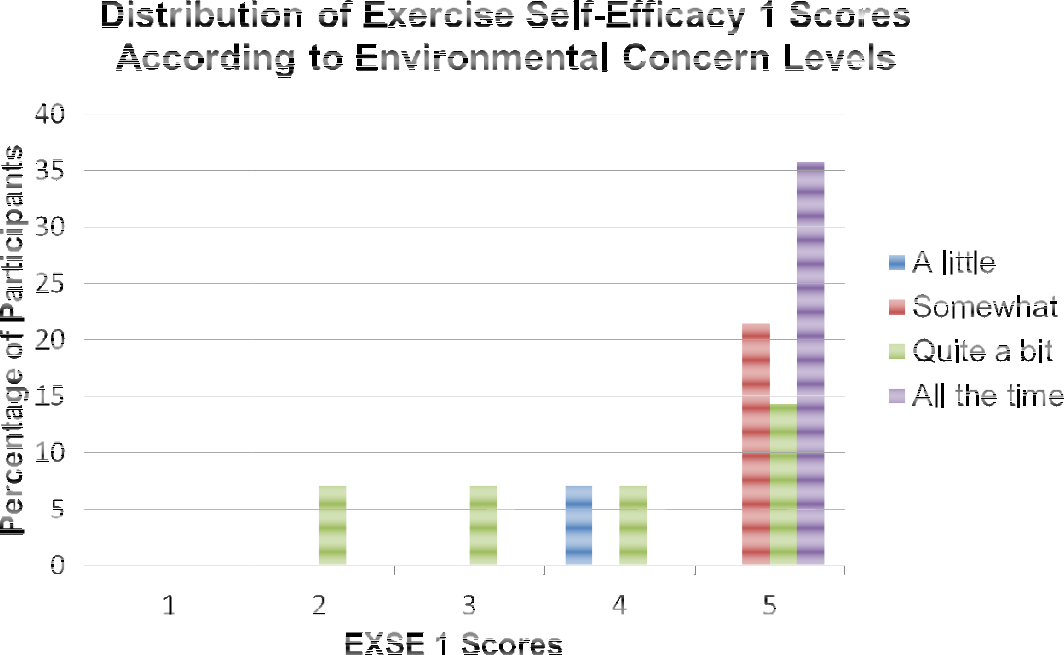 Distribution of Exercise Self-Efficacy 1 Scores
According to Environmental Concern Levels
Percentage of Participants
40
35
30
25
20
15
10
5
0
1 2 3 4 5
EXSE 1 Scores
A little
Somewhat
Quite a bit
All the time